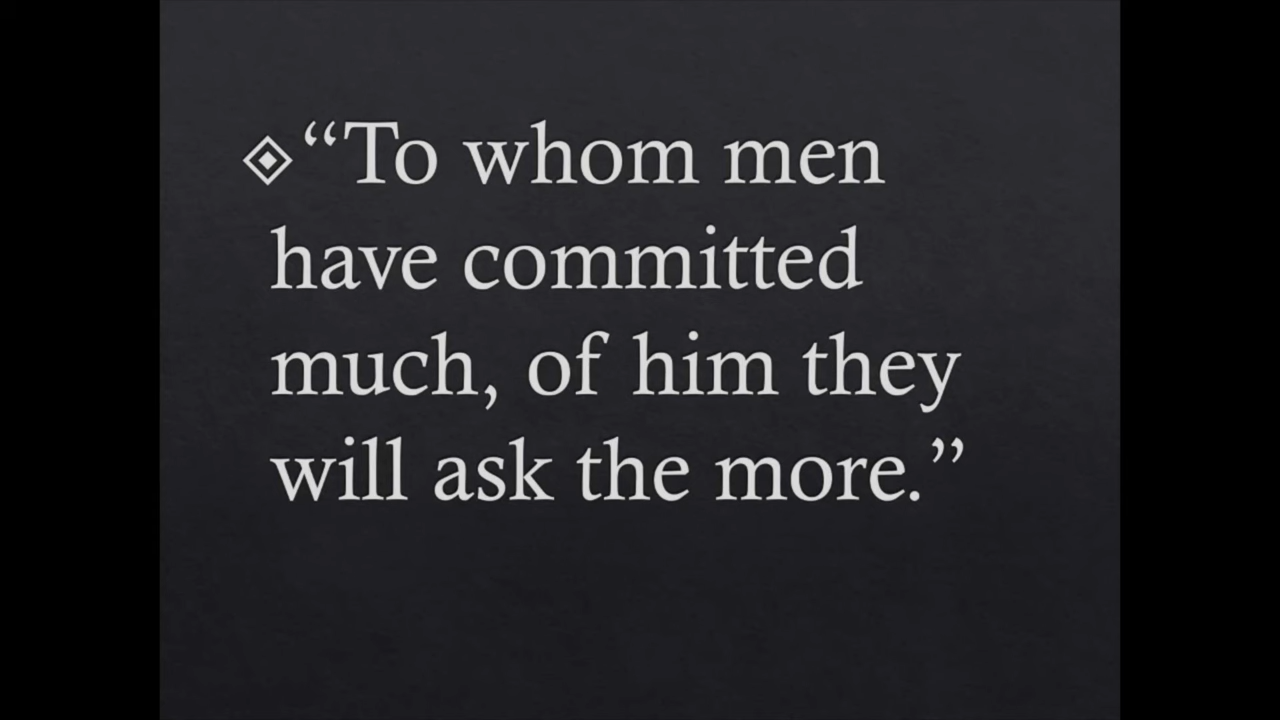 “To whom men
have committed
much, of him they
will ask the more.”